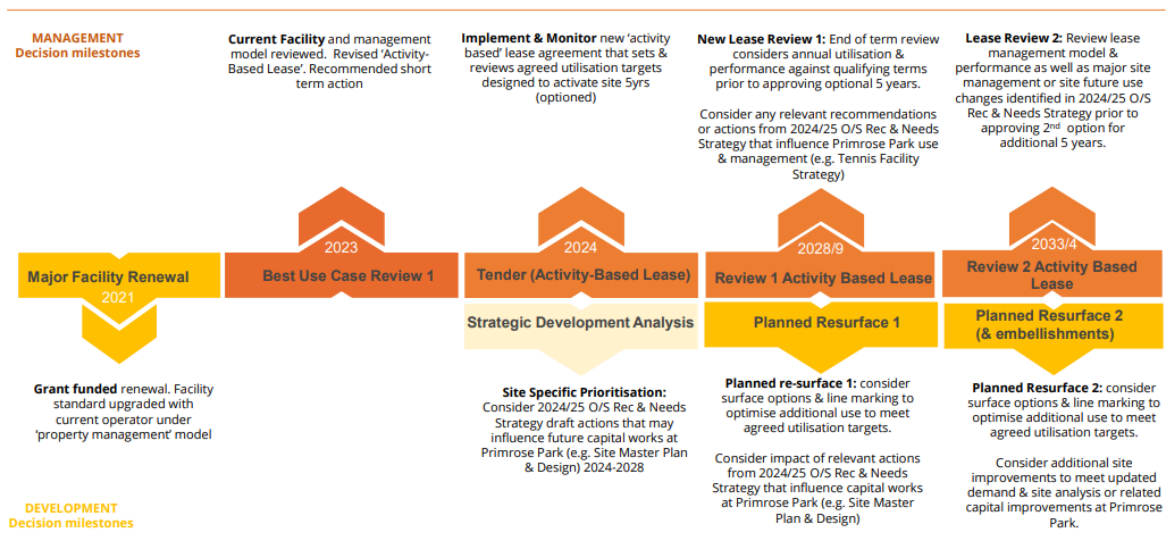 MANAGEMENT
Decision milestones
Current Facility and management
model reviewed. Revised ‘Activity-
Based Lease’. Recommended short
term action
Implement & Monitor new ‘activity
based’ lease agreement that sets &
reviews agreed utilisation targets
designed to activate site 5yrs
(optioned)
New Lease Review 1: End of term review
considers annual utilisation &
performance against qualifying terms
prior to approving optional 5 years.
Consider any relevant recommendations
or actions from 2024/25 O/S Rec & Needs
Strategy that influence Primrose Park use
& management (e.g. Tennis Facility
Strategy)
Lease Review 2: Review lease
management model &
performance as well as major site
management or site future use
changes identified in 2024/25 O/S
Rec & Needs Strategy prior to
approving 2nd option for
additional 5 years.
Major Facility Renewal
2021
2023
Best Use Case Review 1
2024
Tender (Activity-Based Lease)
2028/9
Review 1 Activity Based Lease
2033/4
Review 2 Activity Based
Lease
Strategic Development Analysis
Planned Resurface 1
Planned Resurface 2
(& embellishments)
Grant funded renewal. Facility
standard upgraded with
current operator under
‘property management’ model
Site Specific Prioritisation:
Consider 2024/25 O/S Rec & Needs
Strategy draft actions that may
influence future capital works at
Primrose Park (e.g. Site Master Plan
& Design) 2024-2028
Planned re-surface 1: consider
surface options & line marking to
optimise additional use to meet
agreed utilisation targets.
Consider impact of relevant actions
from 2024/25 O/S Rec & Needs
Strategy that influence capital works
at Primrose Park (e.g. Site Master
Plan & Design)
Planned Resurface 2: consider
surface options & line marking to
optimise additional use to meet
agreed utilisation targets.
Consider additional site
improvements to meet updated
demand & site analysis or related
capital improvements at Primrose
Park.
DEVELOPMENT
Decision milestones